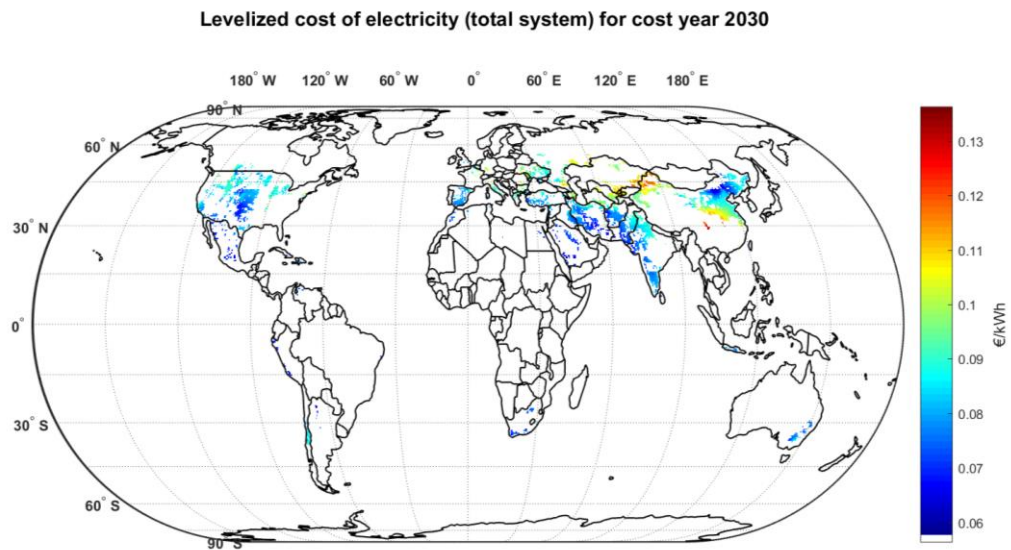 Levelized cost of electricity (total system) for cost year 2030
180° W 120° W 60° W 0° 60° E 120° E 180° E
90° N
60° N
30° N
0°
30° S
60° S
90° S
0.13
0.12
0.11
0.1
0.09
0.08
0.07
0.06
€/kWh